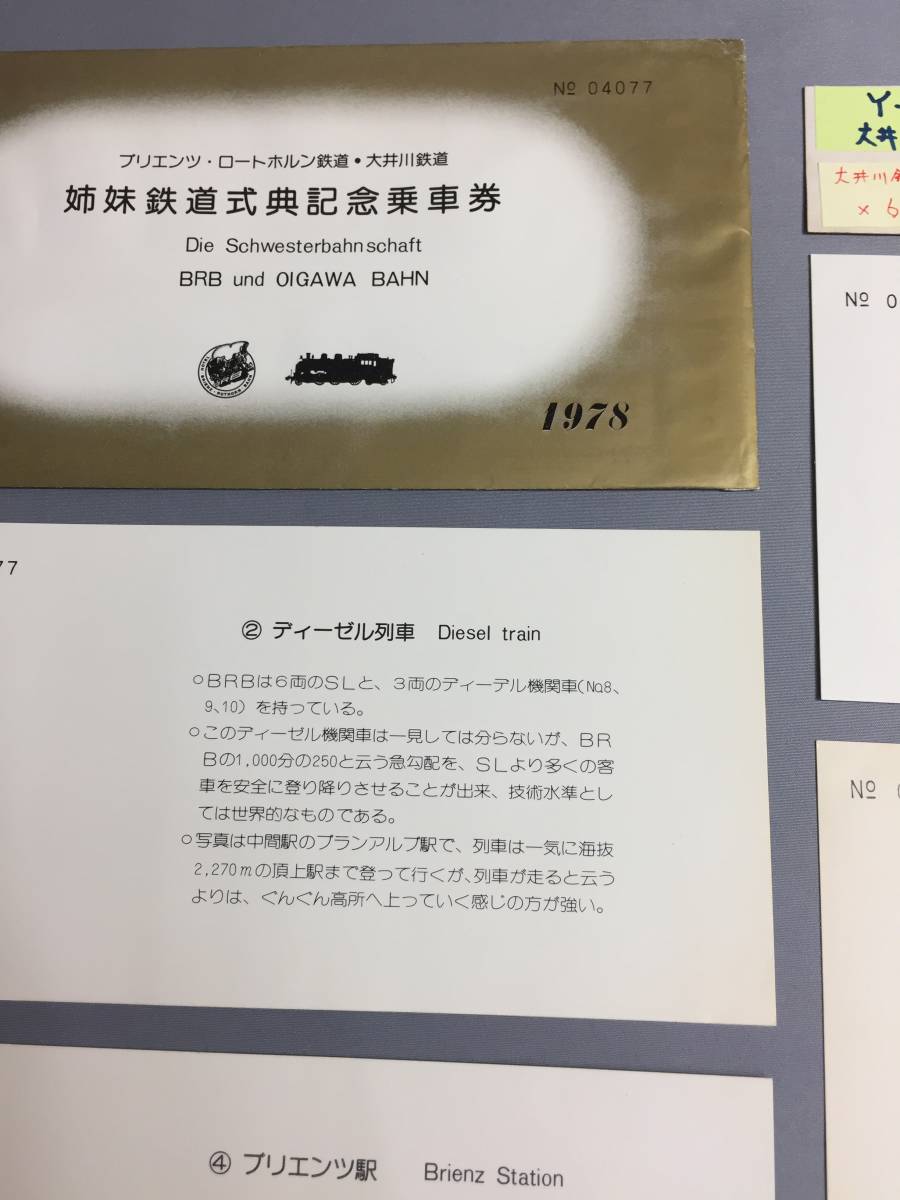 № 04077
ブリエンツ・ロートホルン鉄道・大井川鉄道
姉妹鉄道式典記念乗車券
Die Schwesterbahnschaft
BRB und OIGAWA BAHN
1978
大井
大井川
× 6
№ 0
77
② ディーゼル列車 Diesel train
○BRBは6両のSLと、3両のディーデル機関車(№8、
9、10) を持っている。
○このディーゼル機関車は一見しては分らないが、BR
Bの1,000分の250と云う急勾配を、SLより多くの客
車を安全に登り降りさせることが出来、技術水準とし
ては世界的なものである。
○写真は中間駅のプランアルプ駅で、列車は一気に海抜
2,270mの頂上駅まで登って行くが、列車が走ると云う
よりは、ぐんぐん高所へ上っていく感じの方が強い。
№
④ ブリエンツ駅 Brienz Station